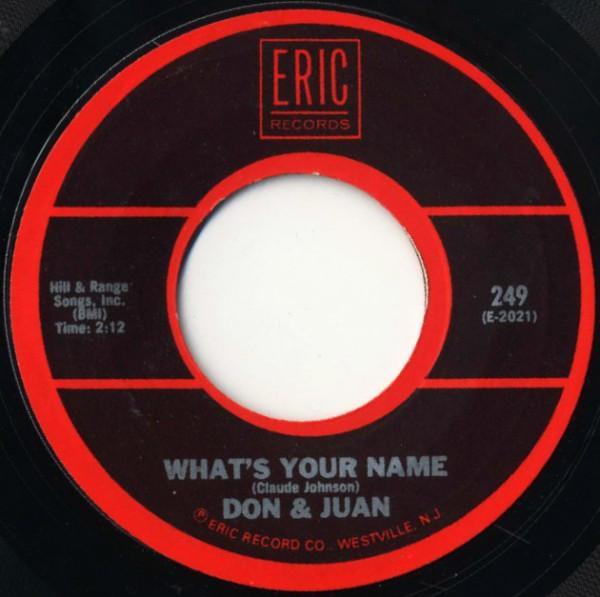 ERIC
RECORDS
Hill & Range
Songs, Inc.
(BMI)
Time: 2:12
249
(E-2021)
WHAT'S YOUR NAME
(Claude Johnson)
DON & JUAN
℗ ERIC RECORD CO. WESTVILLE, N.J.